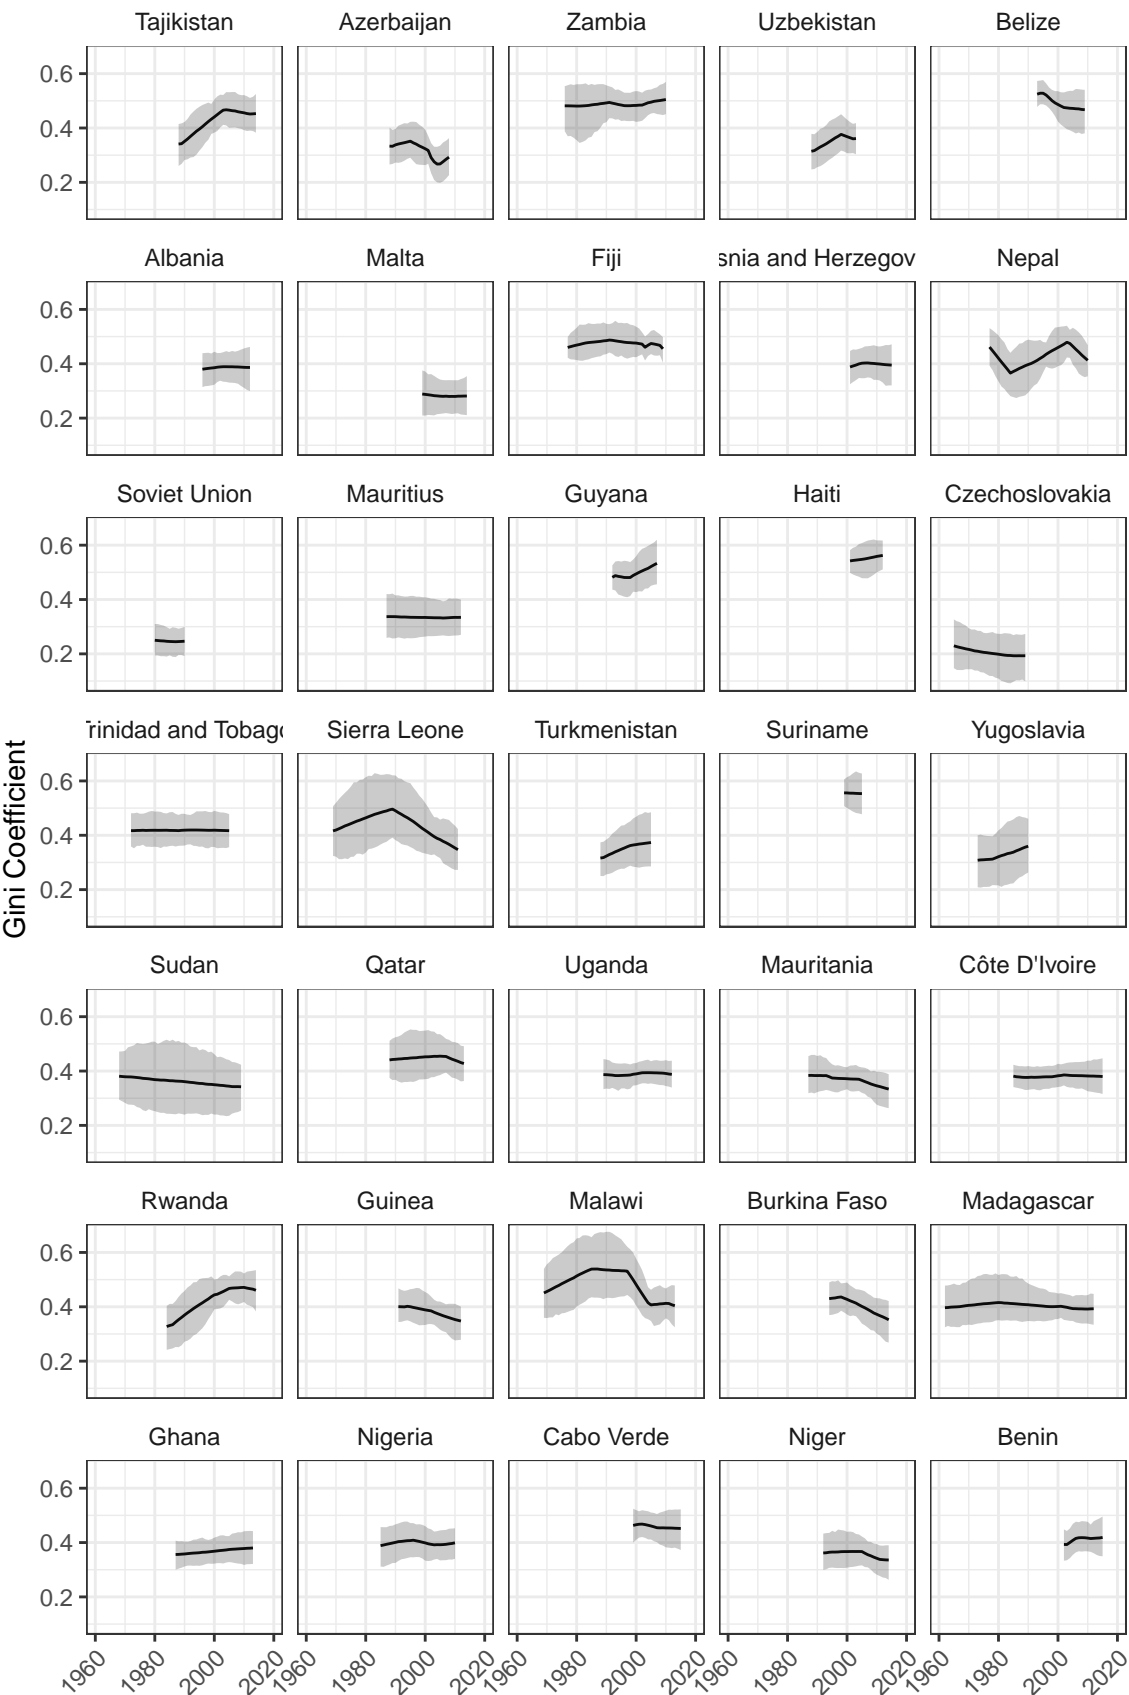 Tajikistan Azerbaijan Zambia Uzbekistan Belize
0.6
0.4
0.2
Albania Malta Fiji snia and Herzegov Nepal
0.6
0.4
0.2
Soviet Union Mauritius Guyana Haiti Czechoslovakia
0.6
0.4
0.2
Trinidad and Tobago Sierra Leone Turkmenistan Suriname Yugoslavia
0.6
0.4
0.2
Gini Coefficient
Sudan Qatar Uganda Mauritania Côte D'Ivoire
0.6
0.4
0.2
Rwanda Guinea Malawi Burkina Faso Madagascar
0.6
0.4
0.2
Ghana Nigeria Cabo Verde Niger Benin
0.6
0.4
0.2
1960 1980 2000 2020 1960 1980 2000 2020 1960 1980 2000 2020 1960 1980 2000 2020 1960 1980 2000 2020